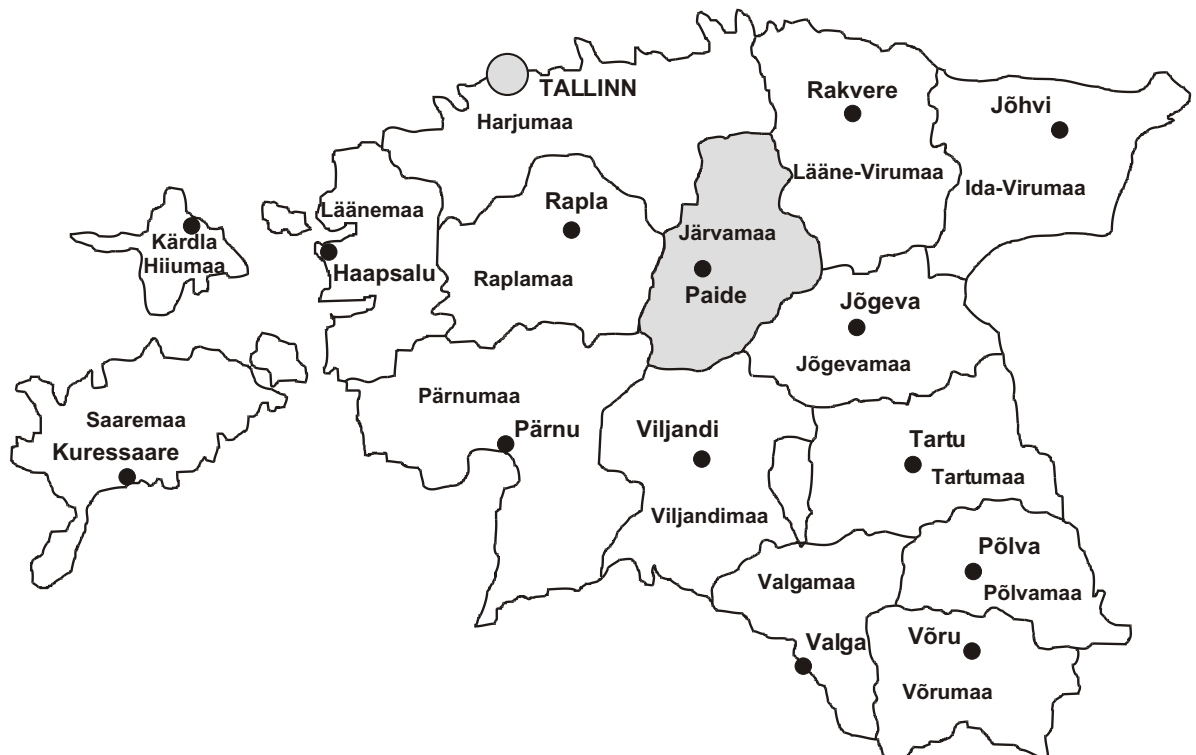 TALLINN
Harjumaa
Rakvere
Lääne-Virumaa
Jõhvi
Ida-Virumaa
Läänemaa
Haapsalu
Rapla
Raplamaa
Järvamaa
Paide
Kärdla
Hiiumaa
Jõgeva
Jõgevamaa
Saaremaa
Kuressaare
Pärnumaa
Pärnu
Viljandi
Viljandimaa
Tartu
Tartumaa
Põlva
Põlvamaa
Valgamaa
Valga
Võru
Võrumaa